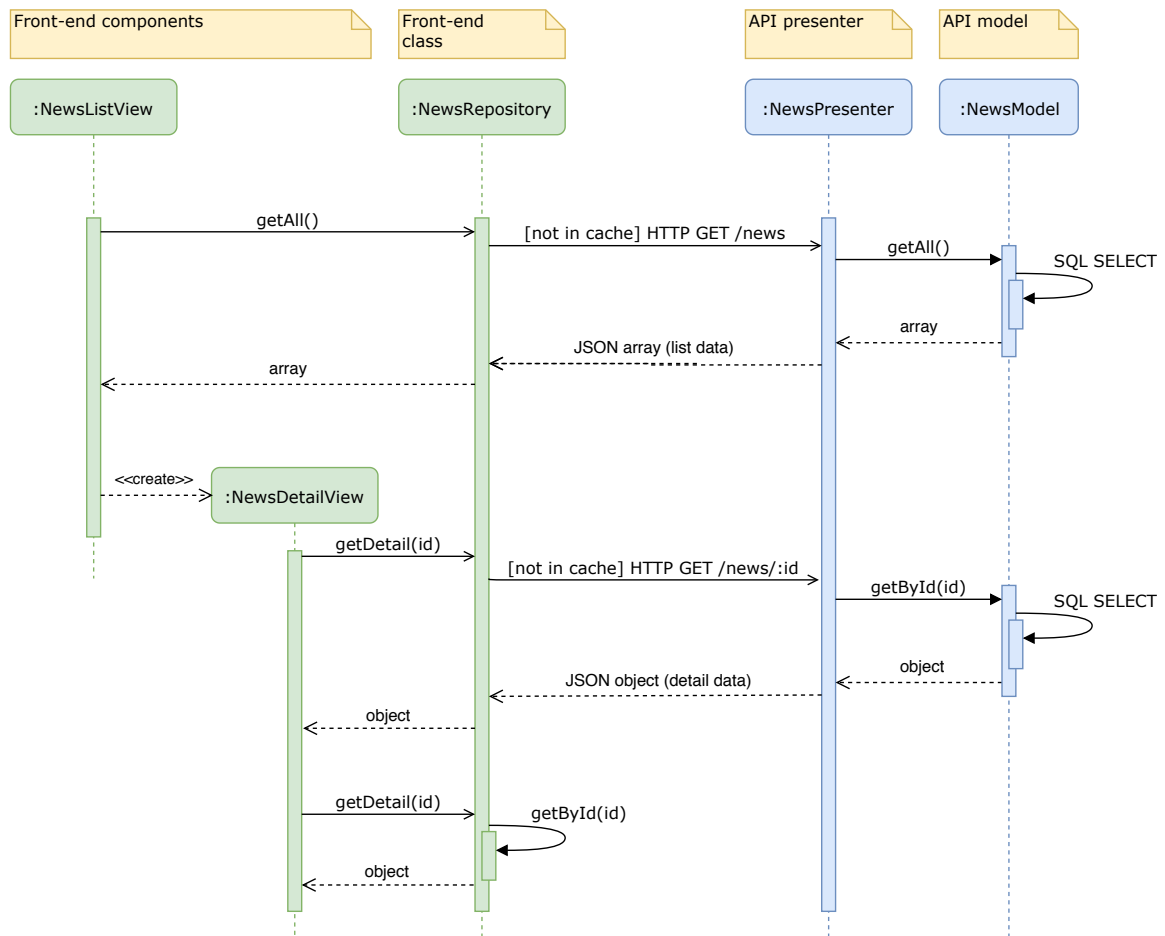 Front-end components
Front-end
class
API presenter
API model
:NewsListView
:NewsRepository
:NewsPresenter
:NewsModel
getAll()
[not in cache] HTTP GET /news
getAll()
SQL SELECT
array
JSON array (list data)
array
<<create>>
:NewsDetailView
getDetail(id)
[not in cache] HTTP GET /news/:id
getById(id)
SQL SELECT
object
JSON object (detail data)
object
getDetail(id)
getById(id)
object